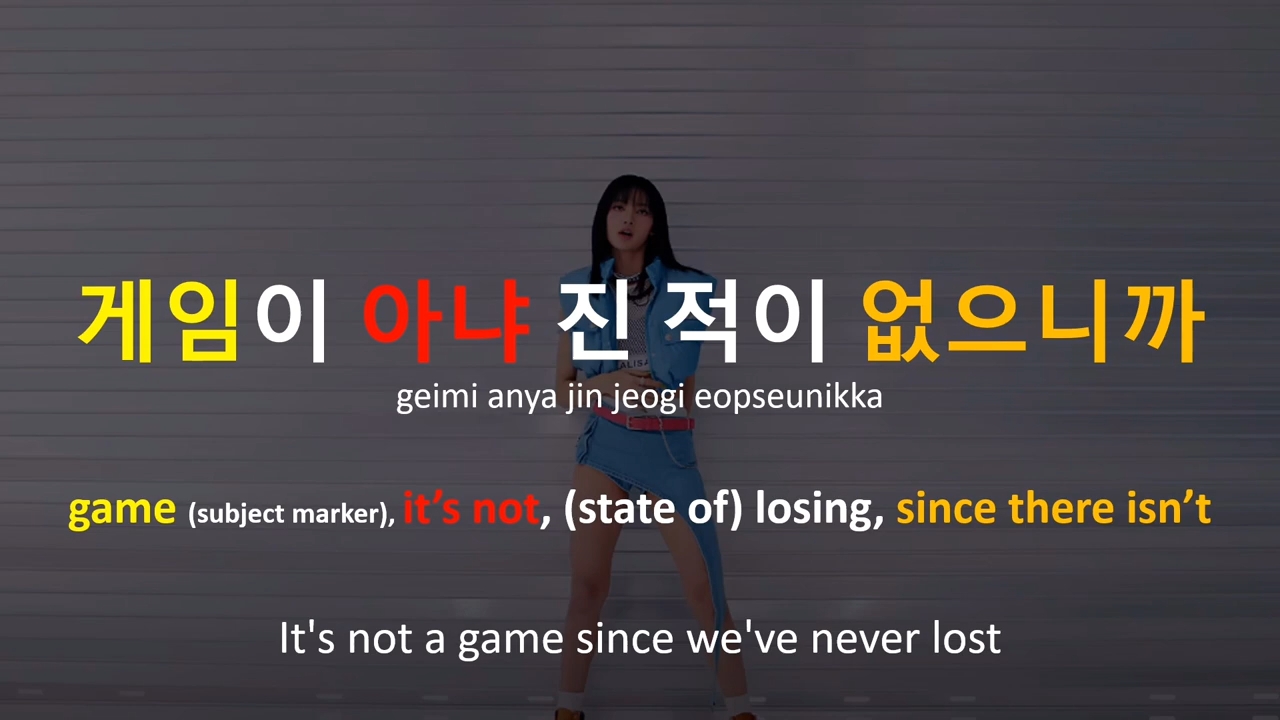 게임이 아냐 진 적이 없으니까
geimi anya jin jeogi eopseunikka
game (subject marker), it's not, (state of) losing, since there isn't
It's not a game since we've never lost